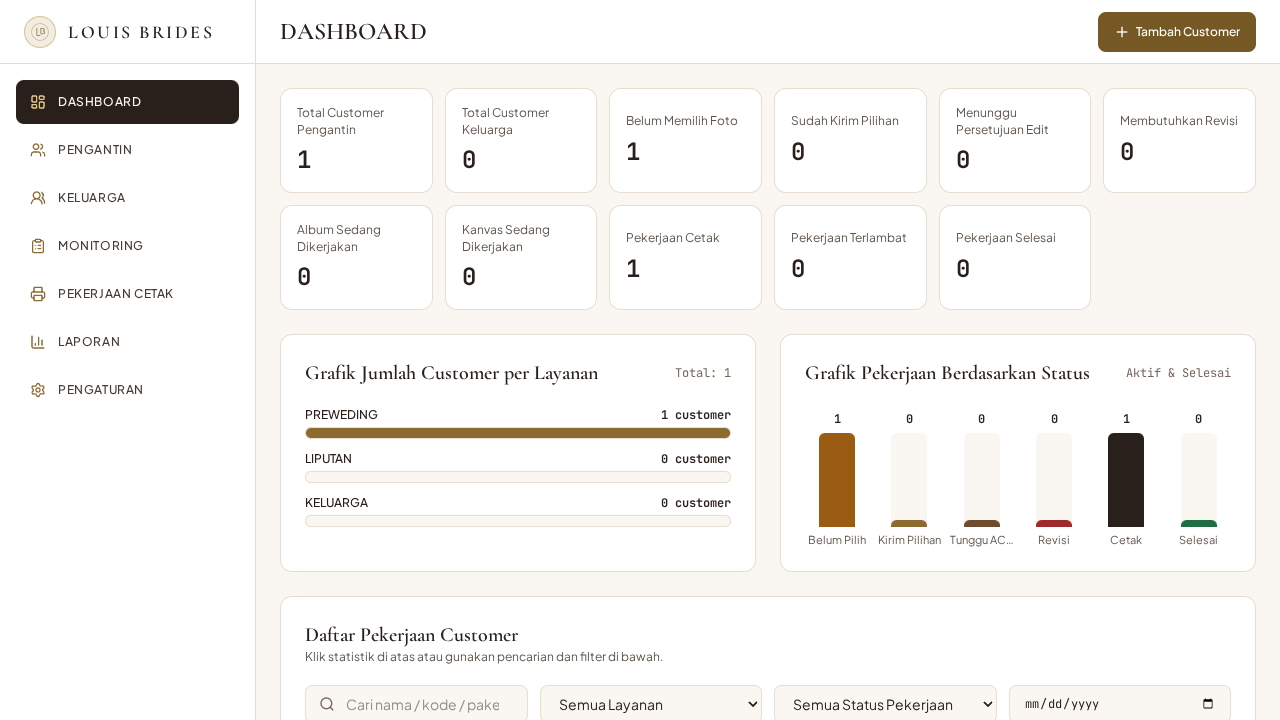 LOUIS BRIDES
DASHBOARD
Tambah Customer
DASHBOARD
PENGANTIN
KELUARGA
MONITORING
PEKERJAAN CETAK
LAPORAN
PENGATURAN
Total Customer
Pengantin
1
Total Customer
Keluarga
0
Belum Memilih Foto
1
Sudah Kirim Pilihan
0
Menunggu
Persetujuan Edit
0
Membutuhkan Revisi
0
Album Sedang
Dikerjakan
0
Kanvas Sedang
Dikerjakan
0
Pekerjaan Cetak
1
Pekerjaan Terlambat
0
Pekerjaan Selesai
0
Grafik Jumlah Customer per Layanan
Total: 1
PREWEDING 1 customer
LIPUTAN 0 customer
KELUARGA 0 customer
Grafik Pekerjaan Berdasarkan Status
Aktif & Selesai
1 0 0 0 1 0
Belum Pilih Kirim Pilihan Tunggu AC... Revisi Cetak Selesai
Daftar Pekerjaan Customer
Klik statistik di atas atau gunakan pencarian dan filter di bawah.
Cari nama / kode / pake
Semua Layanan
Semua Status Pekerjaan
mm/dd/yyyy